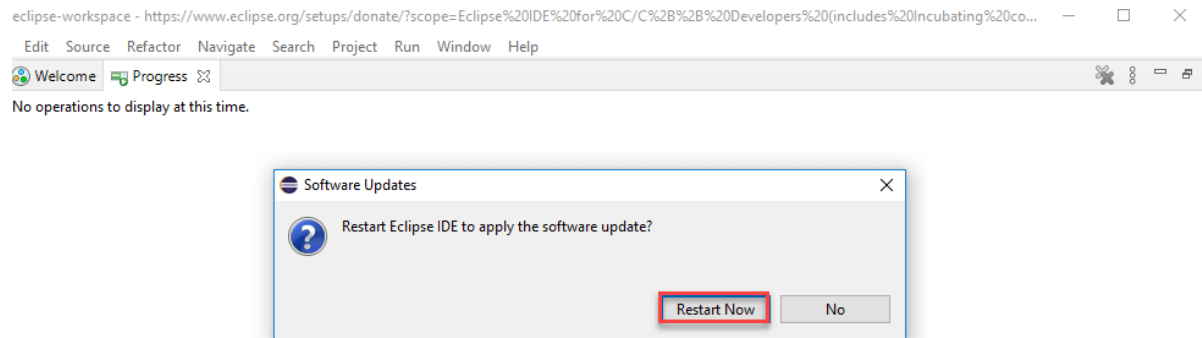 eclipse-workspace - https://www.eclipse.org/setups/donate/?scope=Eclipse%20IDE%20for%20C/C%2B%2B%20Developers%20(includes%20Incubating%20co...
Edit Source Refactor Navigate Search Project Run Window Help
Welcome Progress
No operations to display at this time.
Software Updates
Restart Eclipse IDE to apply the software update?
Restart Now No